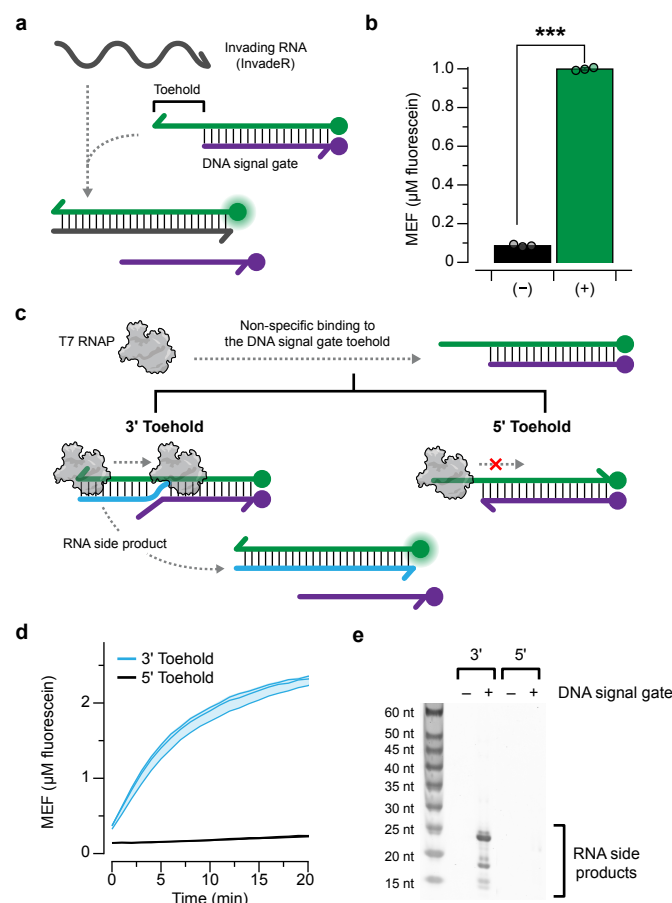 a
Invading RNA
(InvadeR)
Toehold
DNA signal gate
b
***
MEF (µM fluorescein)
1.0
0.8
0.6
0.4
0.2
0
(−)
(+)
c
T7 RNAP
Non-specific binding to
the DNA signal gate toehold
3' Toehold
5' Toehold
RNA side
product
d
3' Toehold
5' Toehold
MEF (µM fluorescein)
2
1
0
0
5
10
15
20
Time (min)
e
3'
5'
− + − +
DNA signal gate
60 nt
50 nt
45 nt
40 nt
35 nt
30 nt
25 nt
20 nt
15 nt
RNA side
products